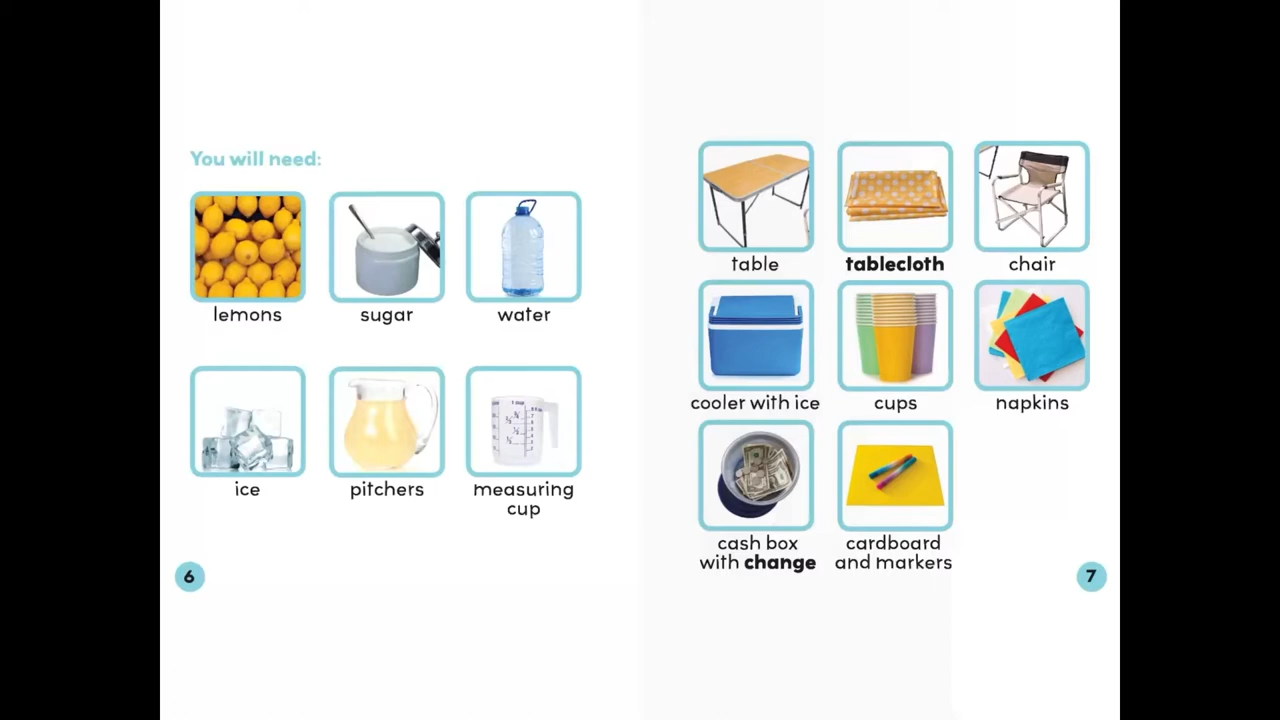 You will need:
lemons
sugar
water
ice
pitchers
measuring
cup
6
table
tablecloth
chair
cooler with ice
cups
napkins
cash box
with change
cardboard
and markers
7